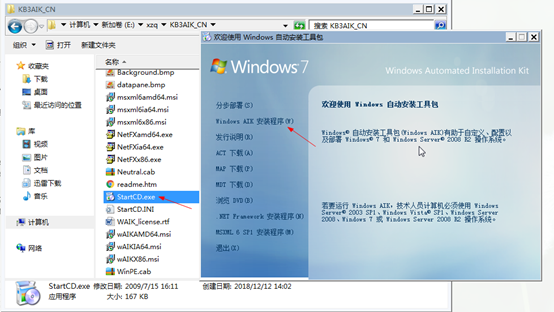 KB3AIK_CN
计算机 ▸ 新加卷 (E:) ▸ xzq ▸ KB3AIK_CN
搜索 KB3AIK_CN
组织 打开 新建文件夹
收藏夹
下载
桌面
最近访问的位置
库
视频
图片
文档
迅雷下载
音乐
计算机
网络
名称
Background.bmp
datapane.bmp
msxml6amd64.msi
msxml6ia64.msi
msxml6x86.msi
NetFXamd64.exe
NetFXia64.exe
NetFXx86.exe
Neutral.cab
readme.htm
StartCD.exe
StartCD.INI
WAIK_license.rtf
wAIKAMD64.msi
wAIKIA64.msi
wAIKX86.msi
WinPE.cab
StartCD.exe 修改日期: 2009/7/15 16:11 创建日期: 2018/12/12 14:02
应用程序 大小: 167 KB
欢迎使用 Windows 自动安装工具包
Windows 7
Windows Automated Installation Kit
分步部署(S)
Windows AIK 安装程序(W)
发行说明(R)
ACT 下载(A)
MAP 下载(P)
MDT 下载(D)
浏览 DVD(B)
.NET Framework 安装程序(N)
MSXML 6 SP1 安装程序(M)
退出(X)
欢迎使用 Windows 自动安装工具包
Windows® 自动安装工具包(Windows AIK)有助于自定义、配置以
及部署 Windows® 7 和 Windows Server® 2008 R2 操作系统。
若要运行 Windows AIK，技术人员计算机必须使用 Windows
Server® 2003 SP1、Windows Vista® SP1、Windows Server
2008、Windows 7 或 Windows Server 2008 R2 操作系统。